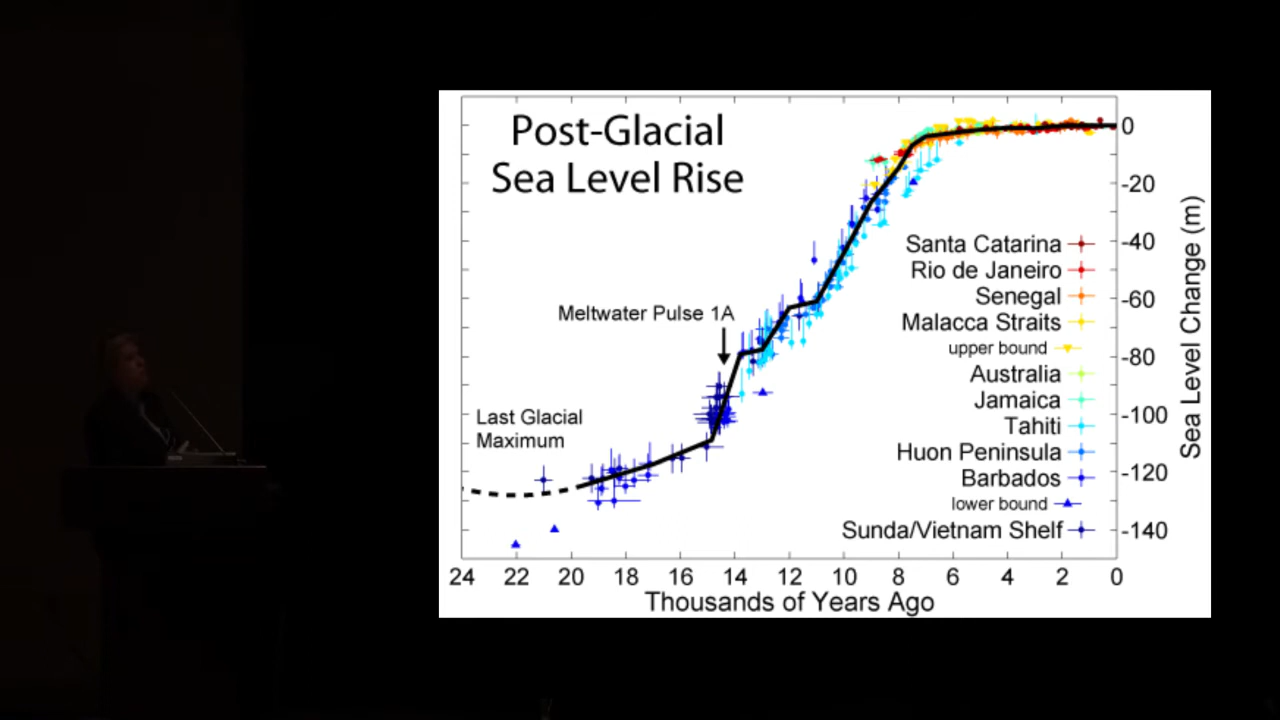 Post-Glacial
Sea Level Rise
Meltwater Pulse 1A
Last Glacial
Maximum
Santa Catarina
Rio de Janeiro
Senegal
Malacca Straits
upper bound
Australia
Jamaica
Tahiti
Huon Peninsula
Barbados
lower bound
Sunda/Vietnam Shelf
0
-20
-40
-60
-80
-100
-120
-140
Sea Level Change (m)
24 22 20 18 16 14 12 10 8 6 4 2 0
Thousands of Years Ago